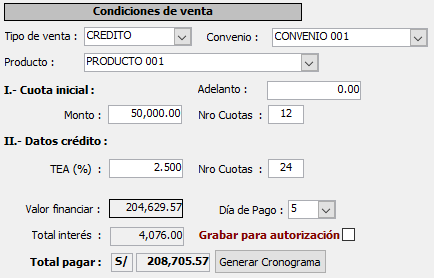 Condiciones de venta
Tipo de venta : CREDITO Convenio : CONVENIO 001
Producto : PRODUCTO 001
I.- Cuota inicial : Adelanto : 0.00
Monto : 50,000.00 Nro Cuotas : 12
II.- Datos crédito :
TEA (%) : 2.500 Nro Cuotas : 24
Valor financiar : 204,629.57 Día de Pago : 5
Total interés : 4,076.00 Grabar para autorización
Total pagar : S/ 208,705.57 Generar Cronograma